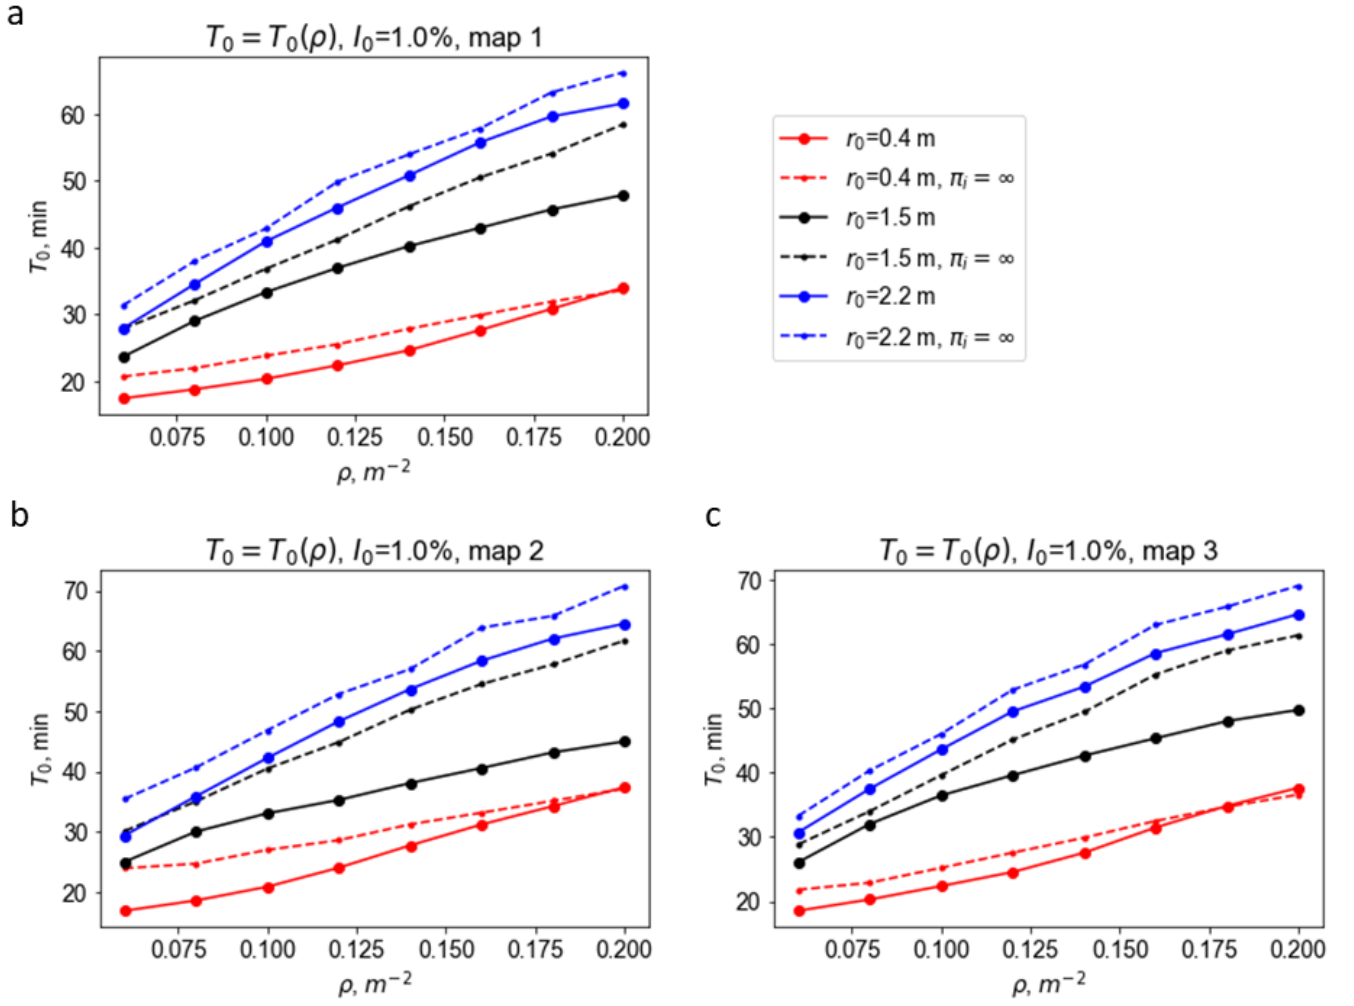 a
T₀ = T₀(ρ), I₀=1.0%, map 1
60
50
40
30
20
T₀, min
0.075 0.100 0.125 0.150 0.175 0.200
ρ, m⁻²
r₀=0.4 m
r₀=0.4 m, πᵢ = ∞
r₀=1.5 m
r₀=1.5 m, πᵢ = ∞
r₀=2.2 m
r₀=2.2 m, πᵢ = ∞
b
T₀ = T₀(ρ), I₀=1.0%, map 2
70
60
50
40
30
20
T₀, min
0.075 0.100 0.125 0.150 0.175 0.200
ρ, m⁻²
c
T₀ = T₀(ρ), I₀=1.0%, map 3
70
60
50
40
30
20
T₀, min
0.075 0.100 0.125 0.150 0.175 0.200
ρ, m⁻²